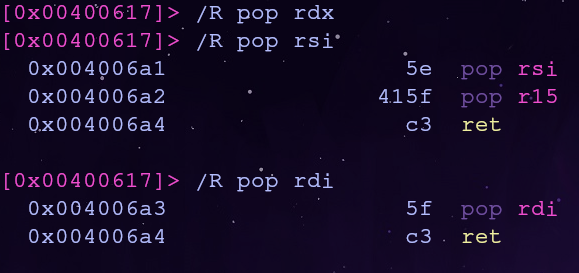 [0x00400617]> /R pop rdx
[0x00400617]> /R pop rsi
0x004006a1 5e pop rsi
0x004006a2 415f pop r15
0x004006a4 c3 ret
[0x00400617]> /R pop rdi
0x004006a3 5f pop rdi
0x004006a4 c3 ret